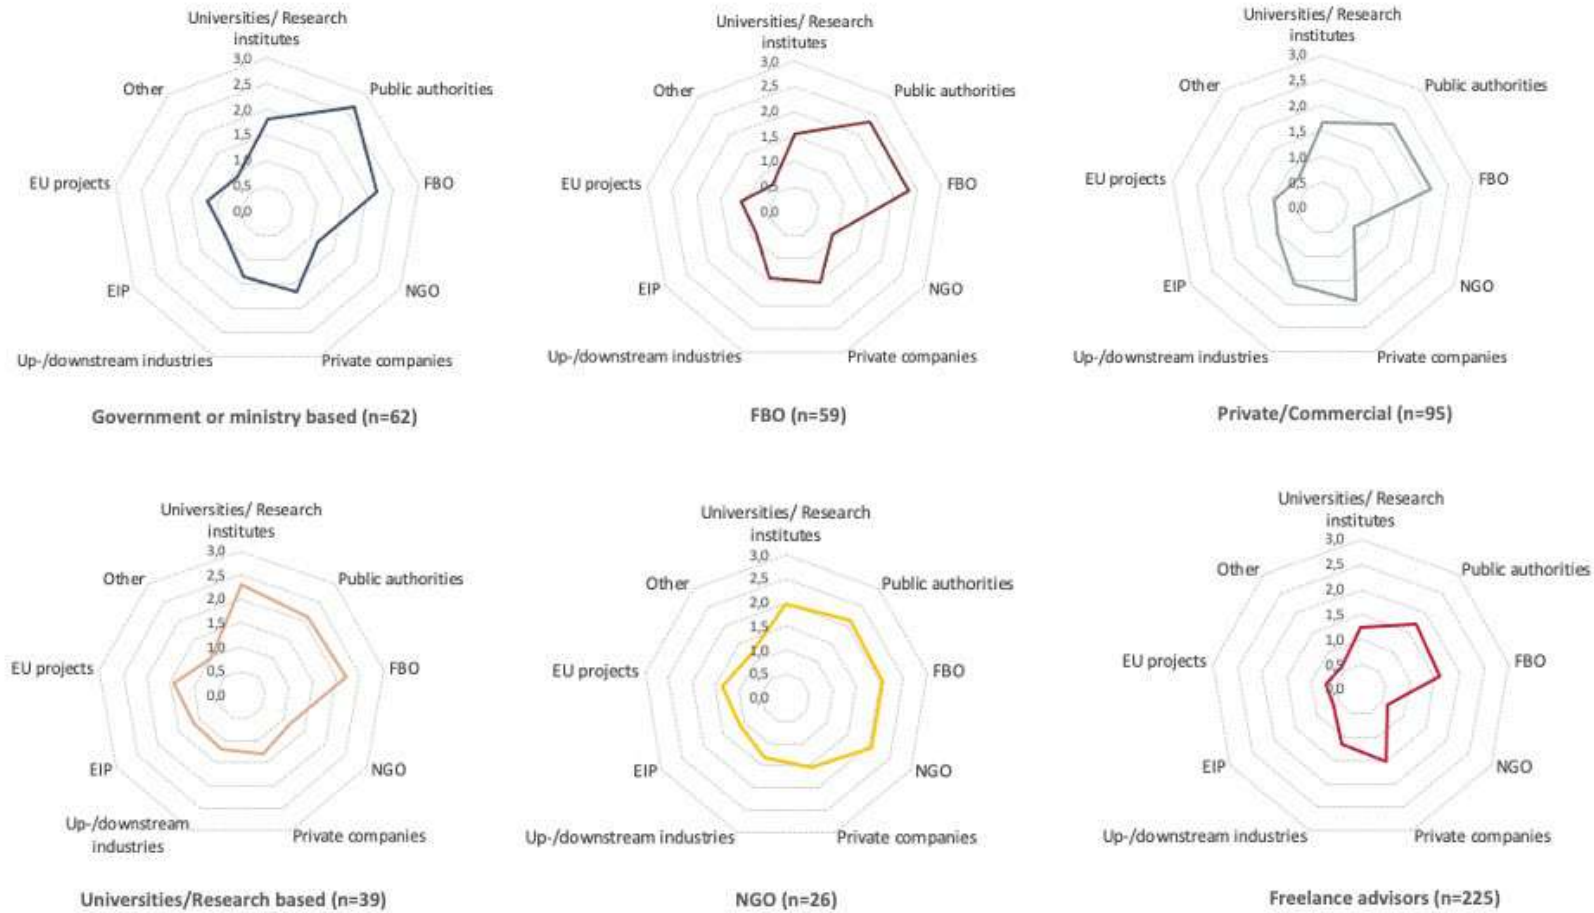 Universities/ Research
institutes
3,0
2,5
2,0
1,5
1,0
0,5
0,0
Public authorities
FBO
NGO
Private companies
Up-/downstream industries
EIP
EU projects
Other
Government or ministry based (n=62)
Universities/ Research
institutes
3,0
2,5
2,0
1,5
1,0
0,5
0,0
Public authorities
FBO
NGO
Private companies
Up-/downstream industries
EIP
EU projects
Other
FBO (n=59)
Universities/ Research
institutes
3,0
2,5
2,0
1,5
1,0
0,5
0,0
Public authorities
FBO
NGO
Private companies
Up-/downstream industries
EIP
EU projects
Other
Private/Commercial (n=95)
Universities/ Research
institutes
3,0
2,5
2,0
1,5
1,0
0,5
0,0
Public authorities
FBO
NGO
Private companies
Up-/downstream
industries
EIP
EU projects
Other
Universities/Research based (n=39)
Universities/ Research
institutes
3,0
2,5
2,0
1,5
1,0
0,5
0,0
Public authorities
FBO
NGO
Private companies
Up-/downstream industries
EIP
EU projects
Other
NGO (n=26)
Universities/ Research
institutes
3,0
2,5
2,0
1,5
1,0
0,5
0,0
Public authorities
FBO
NGO
Private companies
Up-/downstream industries
EIP
EU projects
Other
Freelance advisors (n=225)